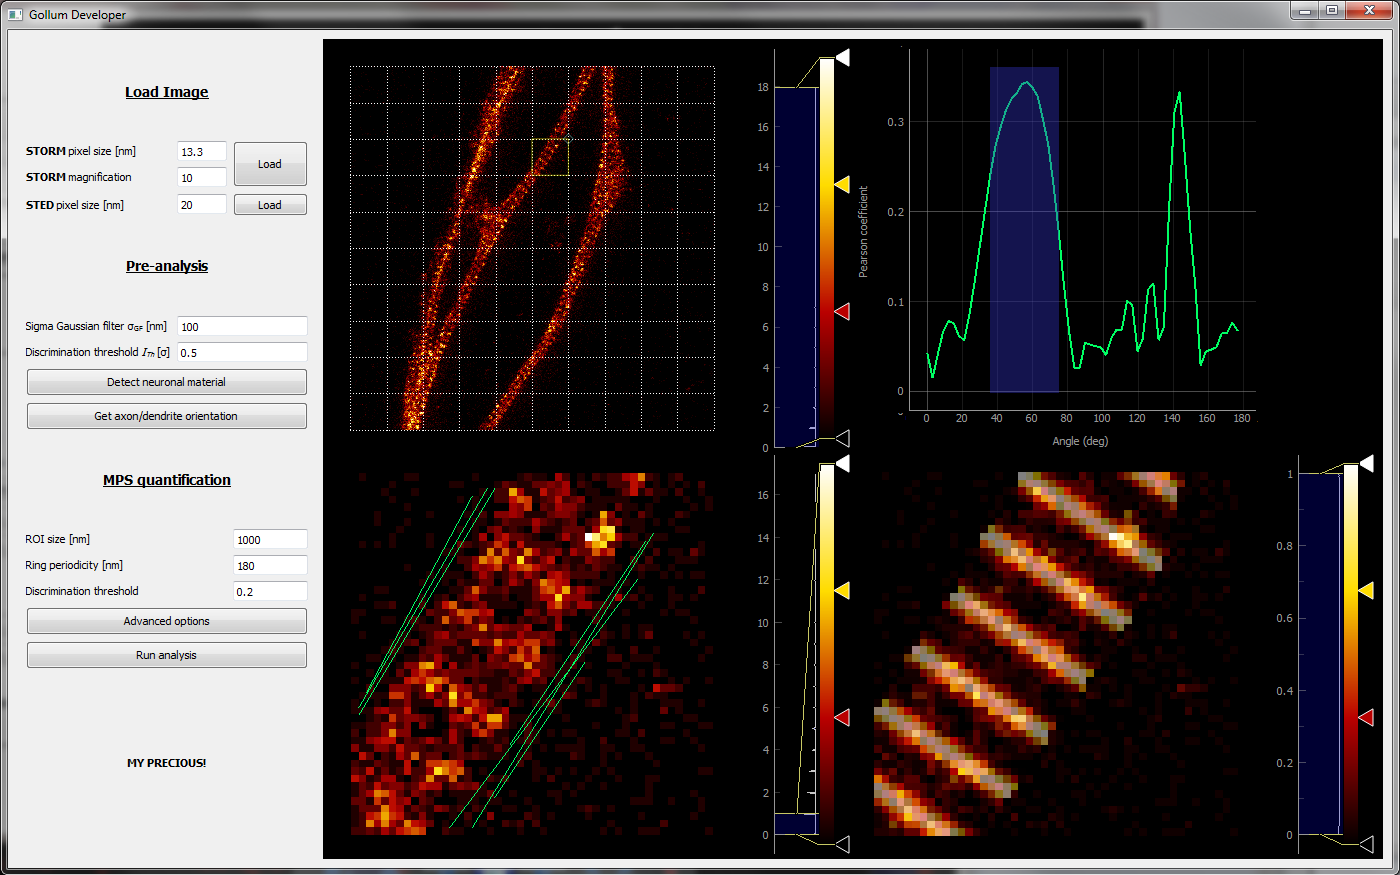 Gollum Developer
Load Image
STORM pixel size [nm] 13.3 Load
STORM magnification 10
STED pixel size [nm] 20 Load
Pre-analysis
Sigma Gaussian filter σGF [nm] 100
Discrimination threshold ITh [σ] 0.5
Detect neuronal material
Get axon/dendrite orientation
MPS quantification
ROI size [nm] 1000
Ring periodicity [nm] 180
Discrimination threshold 0.2
Advanced options
Run analysis
MY PRECIOUS!
18
16
14
12
10
8
6
4
2
0
Pearson coefficient
0.3
0.2
0.1
0
0 20 40 60 80 100 120 140 160 180
Angle (deg)
16
14
12
10
8
6
4
2
0
1
0.8
0.6
0.4
0.2
0